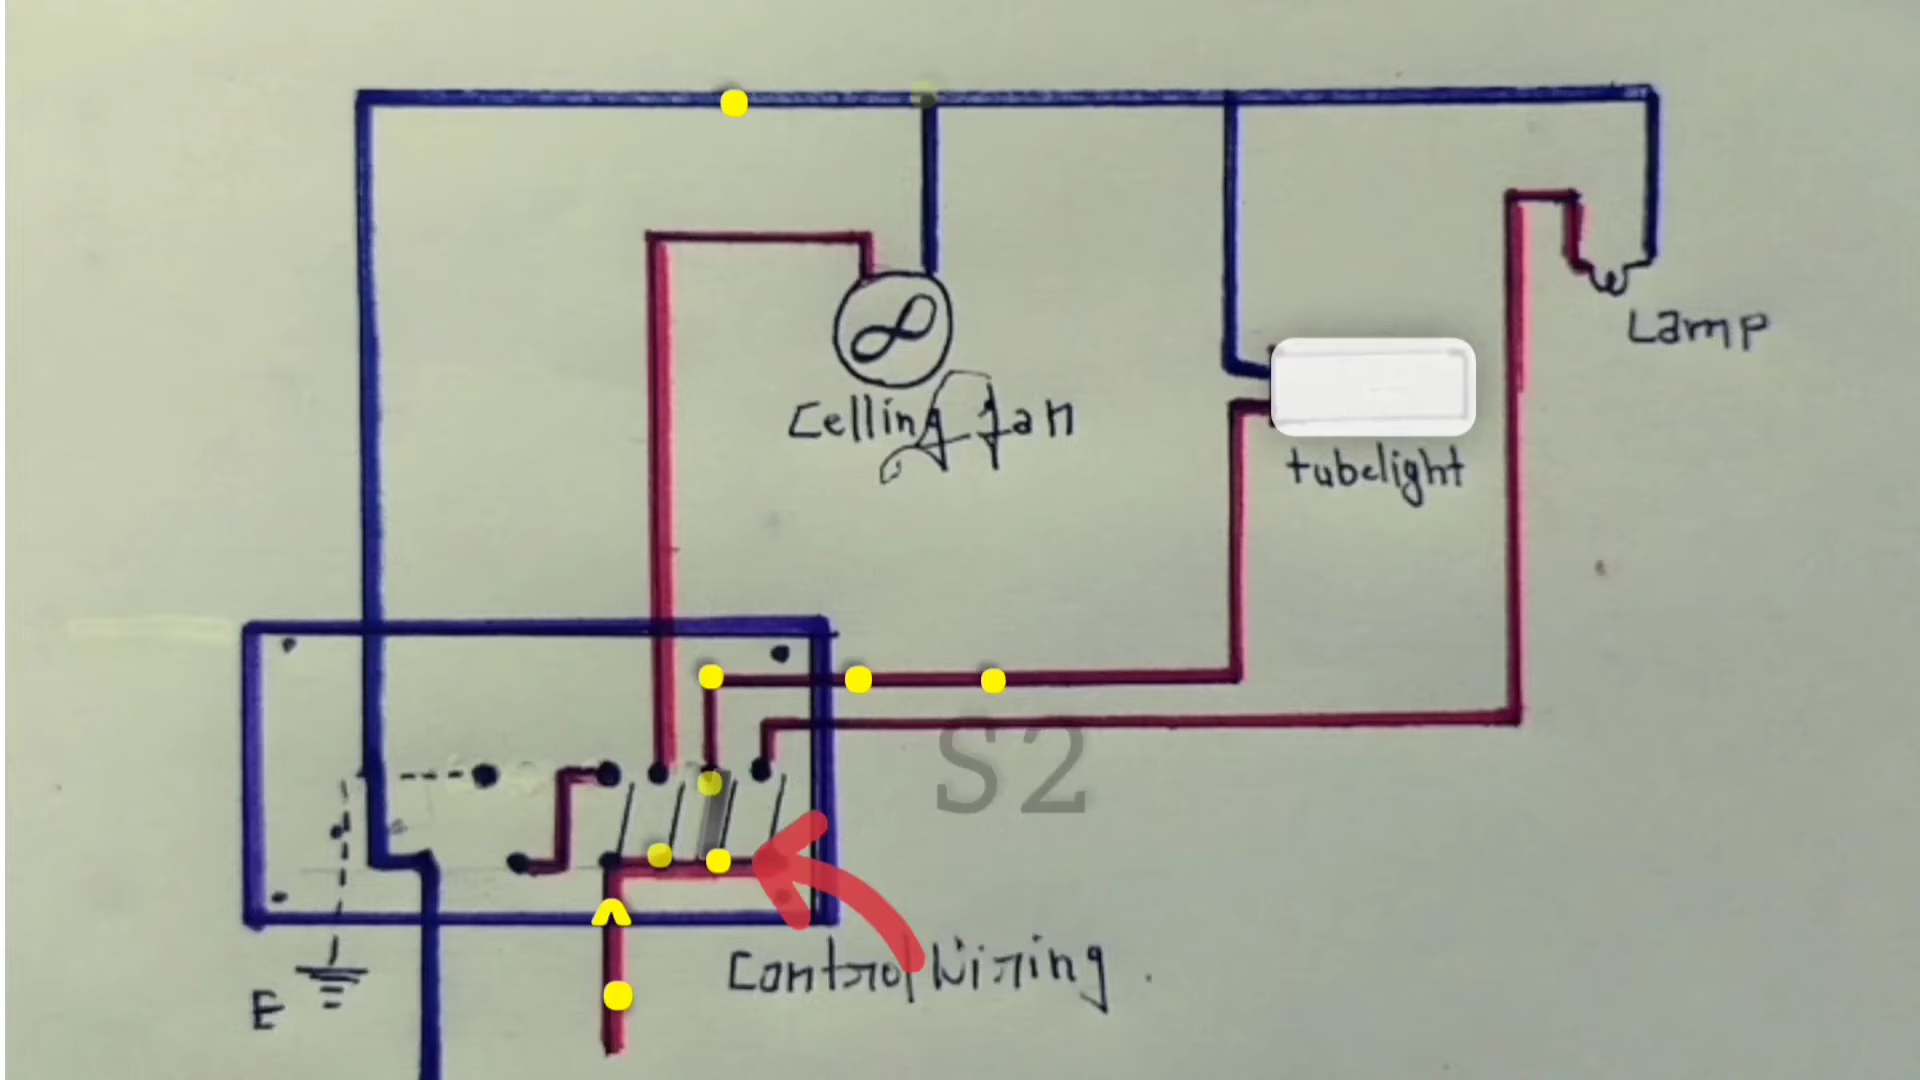 Lamp
Celling fan
tubelight
S2
Control Wiring.
E